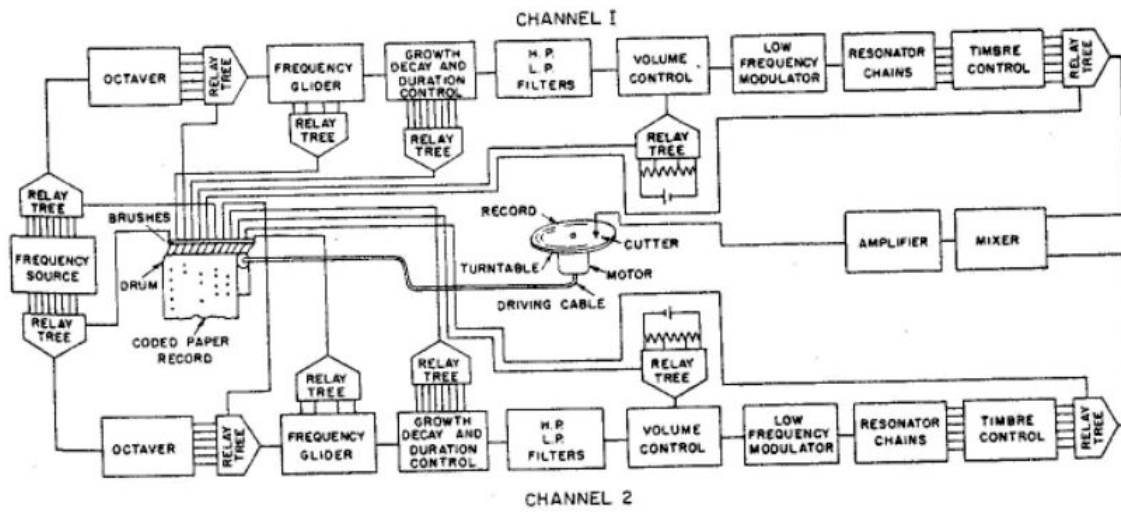 CHANNEL I
OCTAVER
RELAY
TREE
FREQUENCY
GLIDER
GROWTH
DECAY AND
DURATION
CONTROL
H. P.
L. P.
FILTERS
VOLUME
CONTROL
LOW
FREQUENCY
MODULATOR
RESONATOR
CHAINS
TIMBRE
CONTROL
RELAY
TREE
RELAY
TREE
RELAY
TREE
RELAY
TREE
RELAY
TREE
BRUSHES
FREQUENCY
SOURCE
DRUM
RELAY
TREE
CODED PAPER
RECORD
RECORD
CUTTER
TURNTABLE
MOTOR
DRIVING CABLE
AMPLIFIER
MIXER
RELAY
TREE
RELAY
TREE
RELAY
TREE
OCTAVER
RELAY
TREE
FREQUENCY
GLIDER
GROWTH
DECAY AND
DURATION
CONTROL
H.P.
L.P.
FILTERS
VOLUME
CONTROL
LOW
FREQUENCY
MODULATOR
RESONATOR
CHAINS
TIMBRE
CONTROL
RELAY
TREE
CHANNEL 2